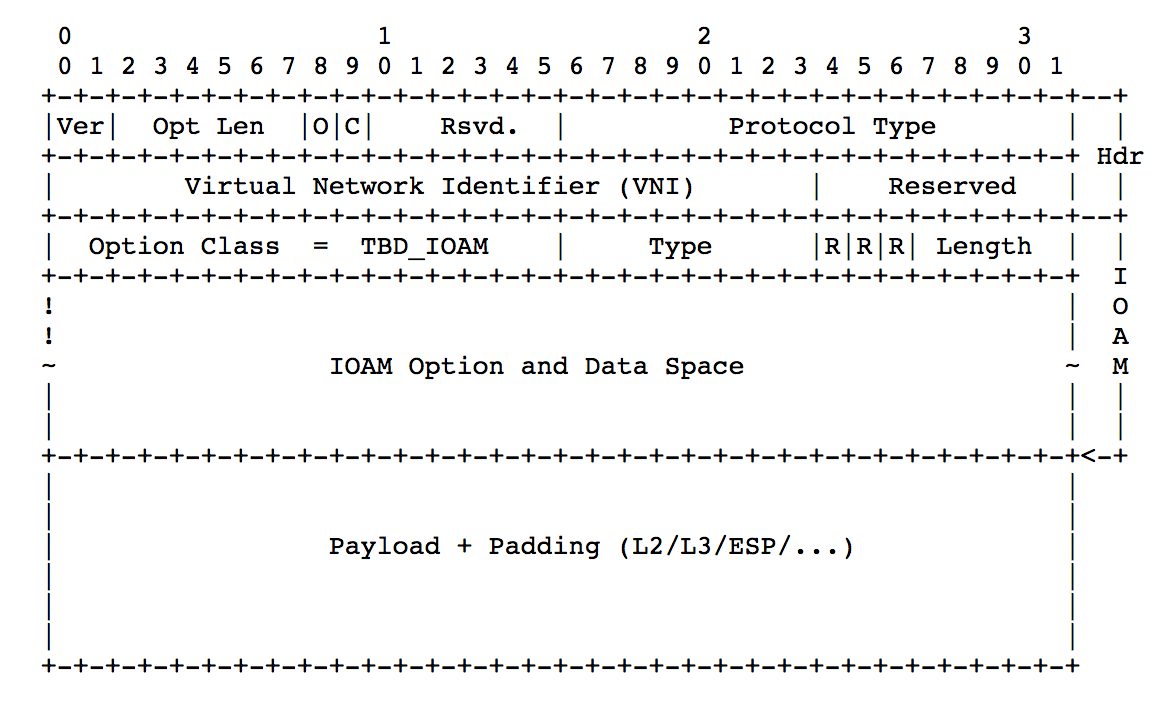 0                   1                   2                   3
 0 1 2 3 4 5 6 7 8 9 0 1 2 3 4 5 6 7 8 9 0 1 2 3 4 5 6 7 8 9 0 1
+-+-+-+-+-+-+-+-+-+-+-+-+-+-+-+-+-+-+-+-+-+-+-+-+-+-+-+-+-+-+-+-+--+
|Ver|  Opt Len  |O|C|    Rsvd.  |          Protocol Type        |  |
+-+-+-+-+-+-+-+-+-+-+-+-+-+-+-+-+-+-+-+-+-+-+-+-+-+-+-+-+-+-+-+-+ Hdr
|        Virtual Network Identifier (VNI)       |    Reserved   |  |
+-+-+-+-+-+-+-+-+-+-+-+-+-+-+-+-+-+-+-+-+-+-+-+-+-+-+-+-+-+-+-+-+--+
|  Option Class  =  TBD_IOAM    |     Type      |R|R|R| Length  |  |
+-+-+-+-+-+-+-+-+-+-+-+-+-+-+-+-+-+-+-+-+-+-+-+-+-+-+-+-+-+-+-+-+  I
!                                                               |  O
!                                                               |  A
~                 IOAM Option and Data Space                    ~  M
|                                                               |  |
|                                                               |  |
+-+-+-+-+-+-+-+-+-+-+-+-+-+-+-+-+-+-+-+-+-+-+-+-+-+-+-+-+-+-+-+-+<-+
|                                                               |
|                                                               |
|                 Payload + Padding (L2/L3/ESP/...)             |
|                                                               |
|                                                               |
|                                                               |
+-+-+-+-+-+-+-+-+-+-+-+-+-+-+-+-+-+-+-+-+-+-+-+-+-+-+-+-+-+-+-+-+